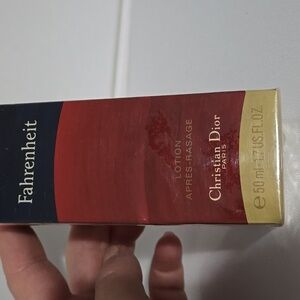 Fahrenheit
LOTION
APRÈS-RASAGE
Christian Dior
PARIS
e 50 ml 1.7 US.FL.OZ